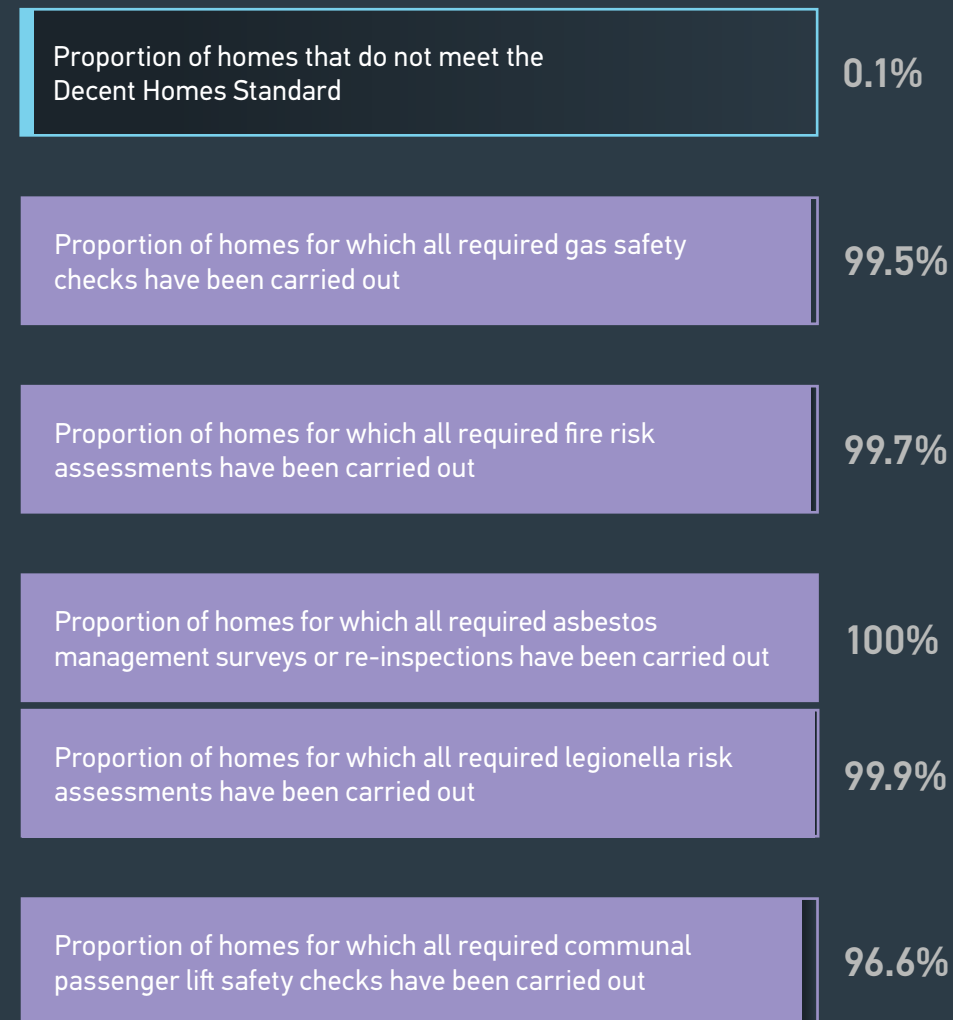 Proportion of homes that do not meet the
Decent Homes Standard
0.1%
Proportion of homes for which all required gas safety
checks have been carried out
99.5%
Proportion of homes for which all required fire risk
assessments have been carried out
99.7%
Proportion of homes for which all required asbestos
management surveys or re-inspections have been carried out
100%
Proportion of homes for which all required legionella risk
assessments have been carried out
99.9%
Proportion of homes for which all required communal
passenger lift safety checks have been carried out
96.6%